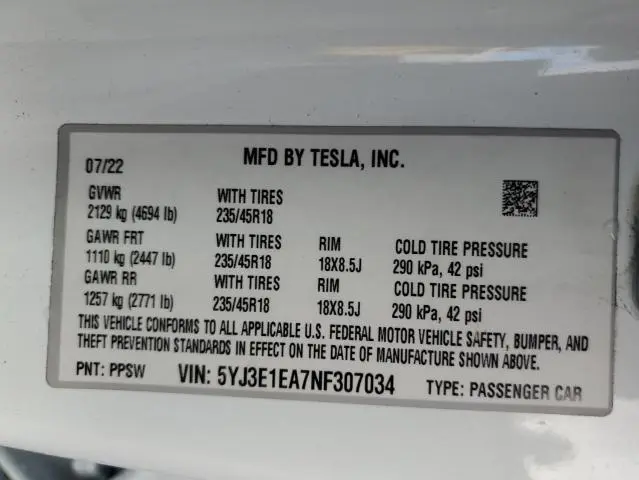 MFD BY TESLA, INC.
07/22
GVWR WITH TIRES
2129 kg (4694 lb) 235/45R18
GAWR FRT WITH TIRES RIM COLD TIRE PRESSURE
1110 kg (2447 lb) 235/45R18 18X8.5J 290 kPa, 42 psi
GAWR RR WITH TIRES RIM COLD TIRE PRESSURE
1257 kg (2771 lb) 235/45R18 18X8.5J 290 kPa, 42 psi
THIS VEHICLE CONFORMS TO ALL APPLICABLE U.S. FEDERAL MOTOR VEHICLE SAFETY, BUMPER, AND
THEFT PREVENTION STANDARDS IN EFFECT ON THE DATE OF MANUFACTURE SHOWN ABOVE.
PNT: PPSW VIN: 5YJ3E1EA7NF307034 TYPE: PASSENGER CAR